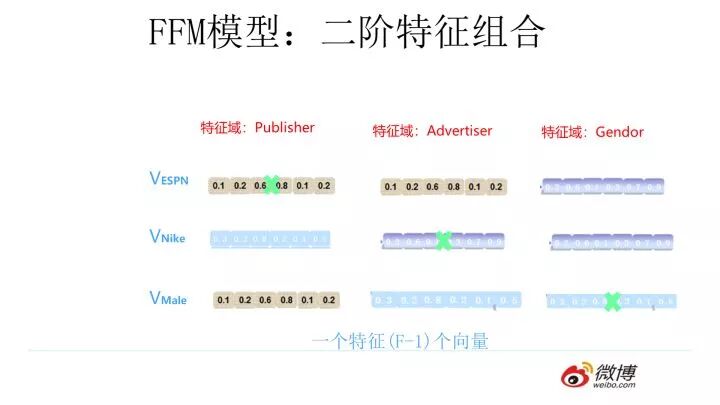 FFM模型：二阶特征组合
特征域：Publisher
特征域：Advertiser
特征域：Gendor
VESPN
0.1 0.2 0.6 0.8 0.1 0.2
0.1 0.2 0.6 0.8 0.1 0.2
VNike
VMale
0.1 0.2 0.6 0.8 0.1 0.2
一个特征(F-1)个向量
微博
weibo.com